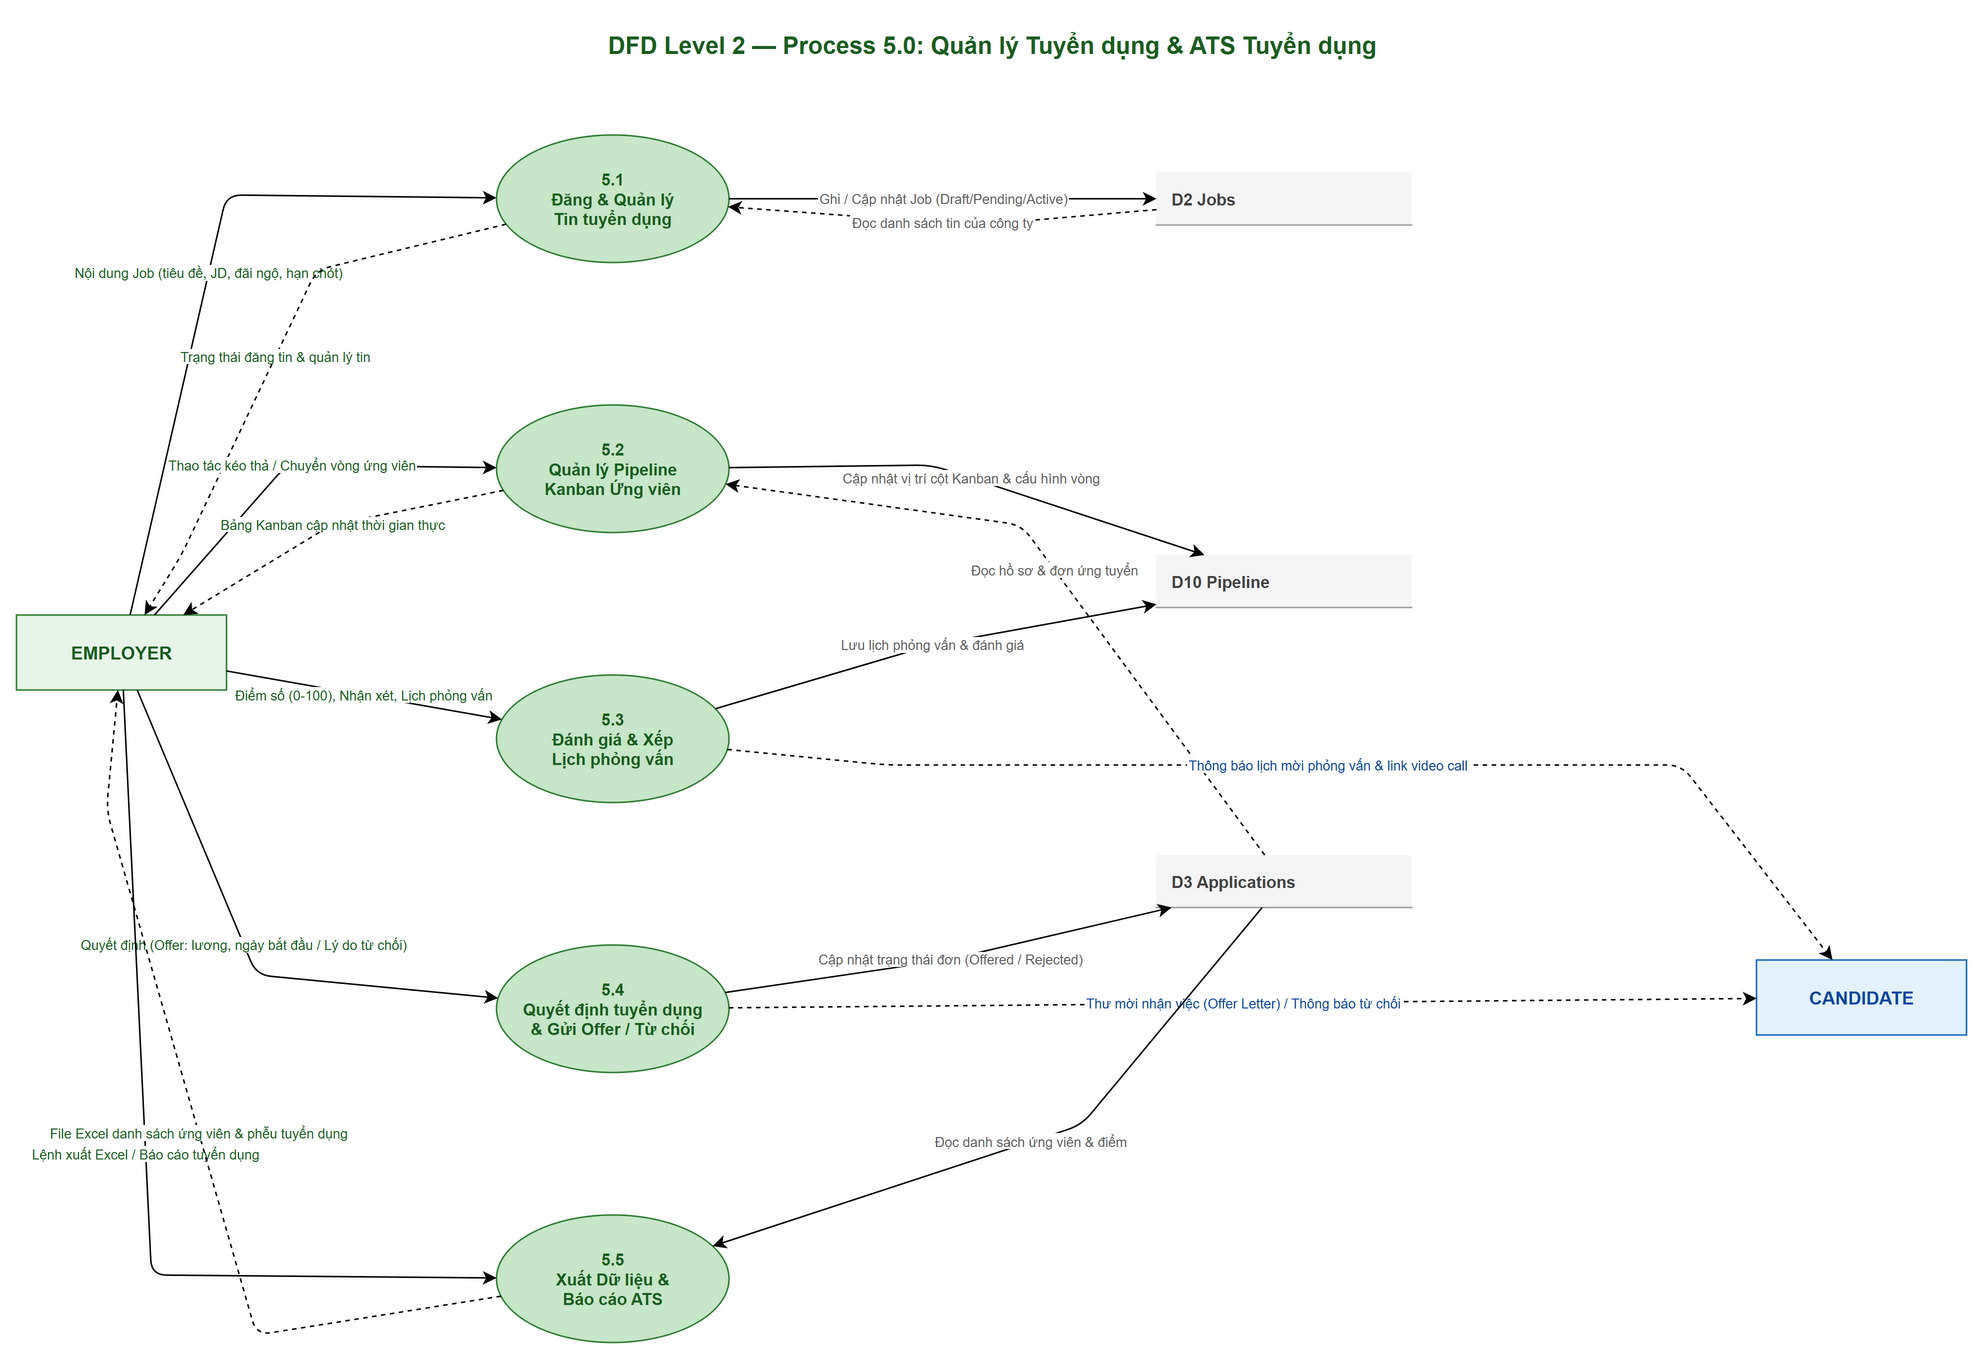 DFD Level 2 — Process 5.0: Quản lý Tuyển dụng & ATS Tuyển dụng
5.1
Đăng & Quản lý
Tin tuyển dụng
Ghi / Cập nhật Job (Draft/Pending/Active)
Đọc danh sách tin của công ty
D2 Jobs
Nội dung Job (tiêu đề, JD, đãi ngộ, hạn chót)
Trạng thái đăng tin & quản lý tin
5.2
Quản lý Pipeline
Kanban Ứng viên
Thao tác kéo thả / Chuyển vòng ứng viên
Bảng Kanban cập nhật thời gian thực
Cập nhật vị trí cột Kanban & cấu hình vòng
Đọc hồ sơ & đơn ứng tuyển
D10 Pipeline
EMPLOYER
Lưu lịch phỏng vấn & đánh giá
Điểm số (0-100), Nhận xét, Lịch phỏng vấn
5.3
Đánh giá & Xếp
Lịch phỏng vấn
Thông báo lịch mời phỏng vấn & link video call
D3 Applications
Quyết định (Offer: lương, ngày bắt đầu / Lý do từ chối)
Cập nhật trạng thái đơn (Offered / Rejected)
5.4
Quyết định tuyển dụng
& Gửi Offer / Từ chối
Thư mời nhận việc (Offer Letter) / Thông báo từ chối
CANDIDATE
File Excel danh sách ứng viên & phễu tuyển dụng
Lệnh xuất Excel / Báo cáo tuyển dụng
Đọc danh sách ứng viên & điểm
5.5
Xuất Dữ liệu &
Báo cáo ATS